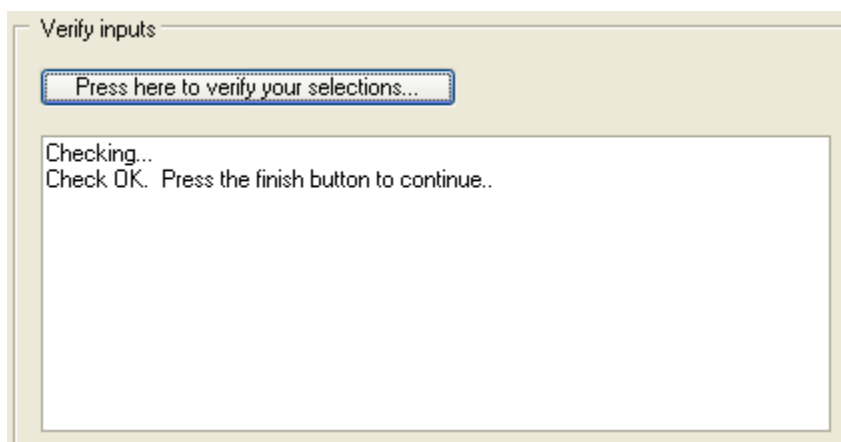 Verify inputs
Press here to verify your selections...
Checking...
Check OK.  Press the finish button to continue..